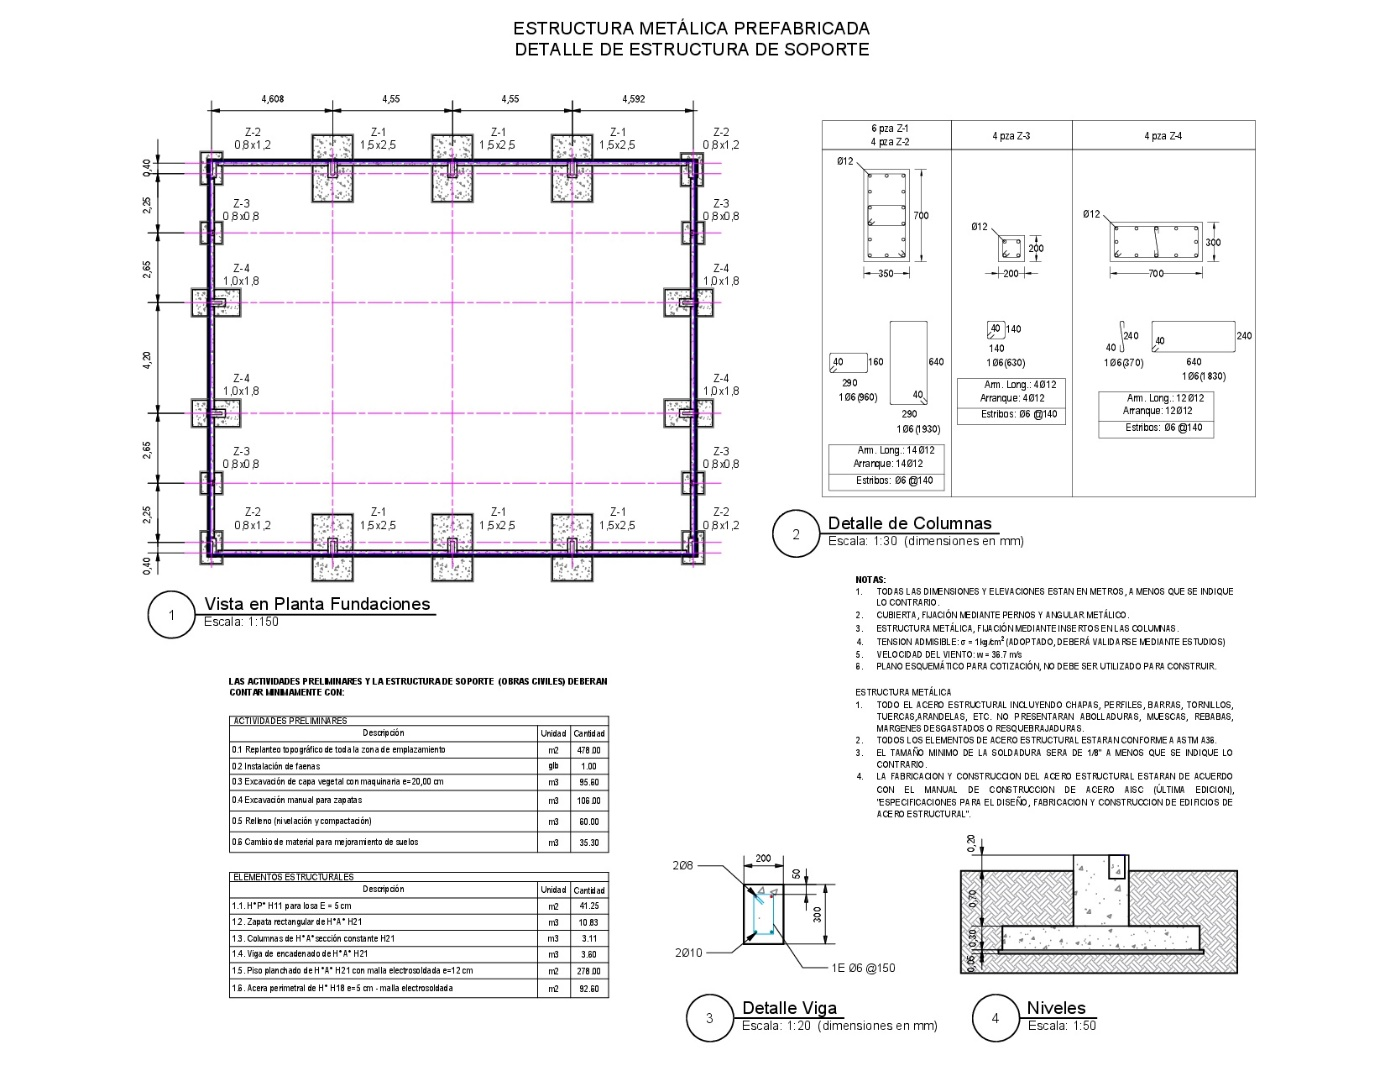 ESTRUCTURA METÁLICA PREFABRICADA
DETALLE DE ESTRUCTURA DE SOPORTE
4,608 4,55 4,55 4,592
Z-2 Z-1 Z-1 Z-1 Z-2
0,8x1,2 1,5x2,5 1,5x2,5 1,5x2,5 0,8x1,2
0,40
2,25
Z-3 Z-3
0,8x0,8 0,8x0,8
2,65
Z-4 Z-4
1,0x1,8 1,0x1,8
4,20
Z-4 Z-4
1,0x1,8 1,0x1,8
2,65
Z-3 Z-3
0,8x0,8 0,8x0,8
2,25
Z-2 Z-1 Z-1 Z-1 Z-2
0,8x1,2 1,5x2,5 1,5x2,5 1,5x2,5 0,8x1,2
0,40
1 Vista en Planta Fundaciones
Escala: 1:150
6 pza Z-1
4 pza Z-2
Ø12
700
350
40 160
290
1Ø6(960)
640
40
290
1Ø6(1930)
Arm. Long.: 14Ø12
Arranque: 14Ø12
Estribos: Ø6 @140
4 pza Z-3
Ø12
200
200
40 140
140
1Ø6(630)
Arm. Long.: 4Ø12
Arranque: 4Ø12
Estribos: Ø6 @140
4 pza Z-4
Ø12
300
700
240
40
1Ø6(370)
40
240
640
1Ø6(1830)
Arm. Long.: 12Ø12
Arranque: 12Ø12
Estribos: Ø6 @140
2 Detalle de Columnas
Escala: 1:30 (dimensiones en mm)
NOTAS:
1. TODAS LAS DIMENSIONES Y ELEVACIONES ESTAN EN METROS, A MENOS QUE SE INDIQUE
LO CONTRARIO.
2. CUBIERTA, FIJACIÓN MEDIANTE PERNOS Y ANGULAR METÁLICO.
3. ESTRUCTURA METÁLICA, FIJACIÓN MEDIANTE INSERTOS EN LAS COLUMNAS.
4. TENSION ADMISIBLE: σ = 1kg/cm² (ADOPTADO, DEBERÁ VALIDARSE MEDIANTE ESTUDIOS)
5. VELOCIDAD DEL VIENTO: w = 36.7 m/s
6. PLANO ESQUEMÁTICO PARA COTIZACIÓN, NO DEBE SER UTILIZADO PARA CONSTRUIR.
ESTRUCTURA METÁLICA
1. TODO EL ACERO ESTRUCTURAL INCLUYENDO CHAPAS, PERFILES, BARRAS, TORNILLOS,
TUERCAS,ARANDELAS, ETC. NO PRESENTARAN ABOLLADURAS, MUESCAS, REBABAS,
MARGENES DESGASTADOS O RESQUEBRAJADURAS.
2. TODOS LOS ELEMENTOS DE ACERO ESTRUCTURAL ESTARAN CONFORME A ASTM A36.
3. EL TAMAÑO MINIMO DE LA SOLDADURA SERA DE 1/8" A MENOS QUE SE INDIQUE LO
CONTRARIO.
4. LA FABRICACION Y CONSTRUCCION DEL ACERO ESTRUCTURAL ESTARAN DE ACUERDO
CON EL MANUAL DE CONSTRUCCION DE ACERO AISC (ÚLTIMA EDICION),
"ESPECIFICACIONES PARA EL DISEÑO, FABRICACION Y CONSTRUCCION DE EDIFICIOS DE
ACERO ESTRUCTURAL".
LAS ACTIVIDADES PRELIMINARES Y LA ESTRUCTURA DE SOPORTE (OBRAS CIVILES) DEBERAN
CONTAR MINIMAMENTE CON:
ACTIVIDADES PRELIMINARES
Descripción Unidad Cantidad
0.1 Replanteo topográfico de toda la zona de emplazamiento m2 478.00
0.2 Instalación de faenas glb 1.00
0.3 Excavación de capa vegetal con maquinaria e=20,00 cm m3 95.60
0.4 Excavación manual para zapatas m3 106.00
0.5 Relleno (nivelación y compactación) m3 60.00
0.6 Cambio de material para mejoramiento de suelos m3 35.30
ELEMENTOS ESTRUCTURALES
Descripción Unidad Cantidad
1.1. H°P° H11 para losa E = 5 cm m2 41.25
1.2. Zapata rectangular de H°A° H21 m3 10.83
1.3. Columnas de H°A°sección constante H21 m3 3.11
1.4. Viga de encadenado de H°A° H21 m3 3.60
1.5. Piso planchado de H°A° H21 con malla electrosoldada e=12 cm m2 278.00
1.6. Acera perimetral de H° H18 e=5 cm - malla electrosoldada m2 92.60
200
2Ø8
50
300
2Ø10
1E Ø6 @150
3 Detalle Viga
Escala: 1:20 (dimensiones en mm)
0,20
0,70
0,30
0,05
4 Niveles
Escala: 1:50